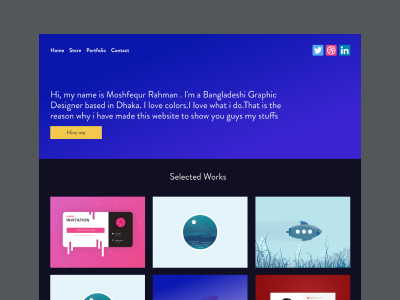 Home Store Portfolio Contact
Hi, my name is Moshfequr Rahman . I'm a Bangladeshi Graphic
Designer based in Dhaka. I love colors.I love what i do.That is the
reason why i have made this website to show you guys my stuffs
Hire me
Selected Works
INVITATION